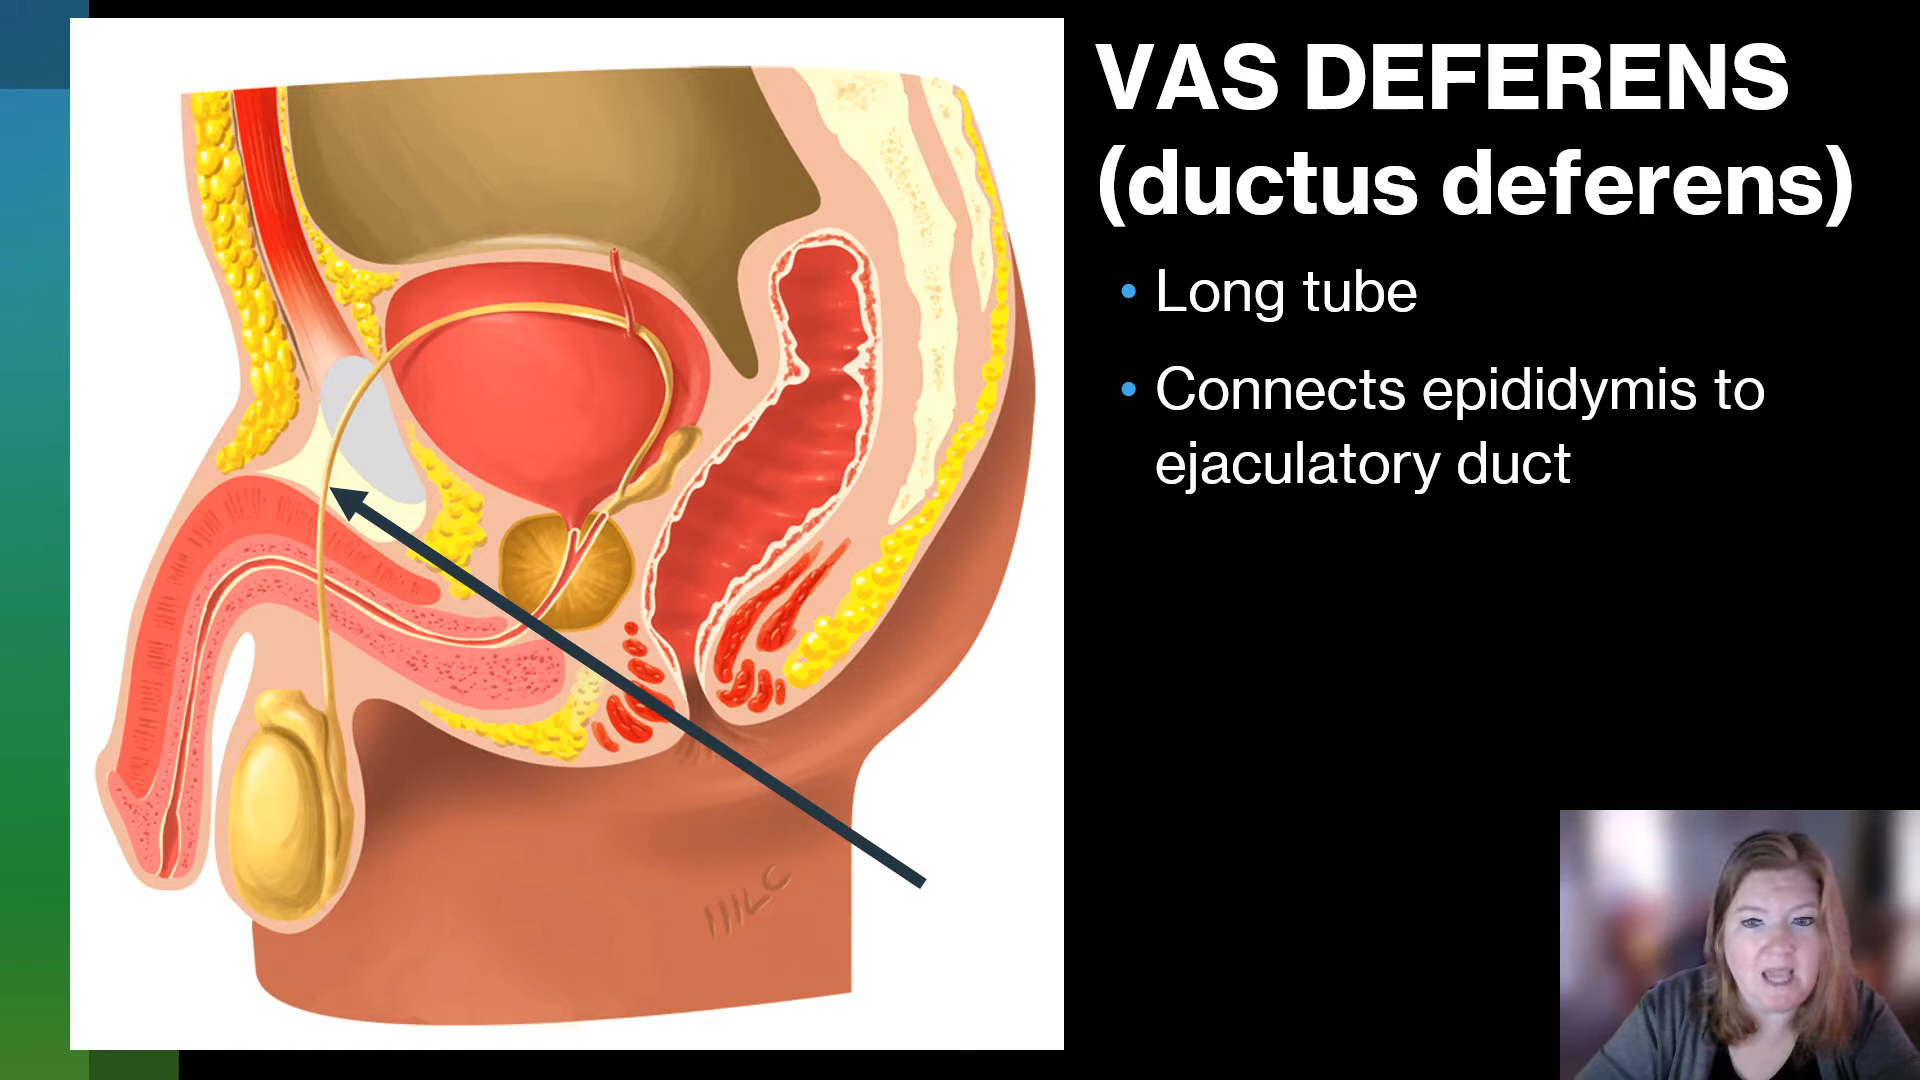 VAS DEFERENS
(ductus deferens)
• Long tube
• Connects epididymis to
ejaculatory duct